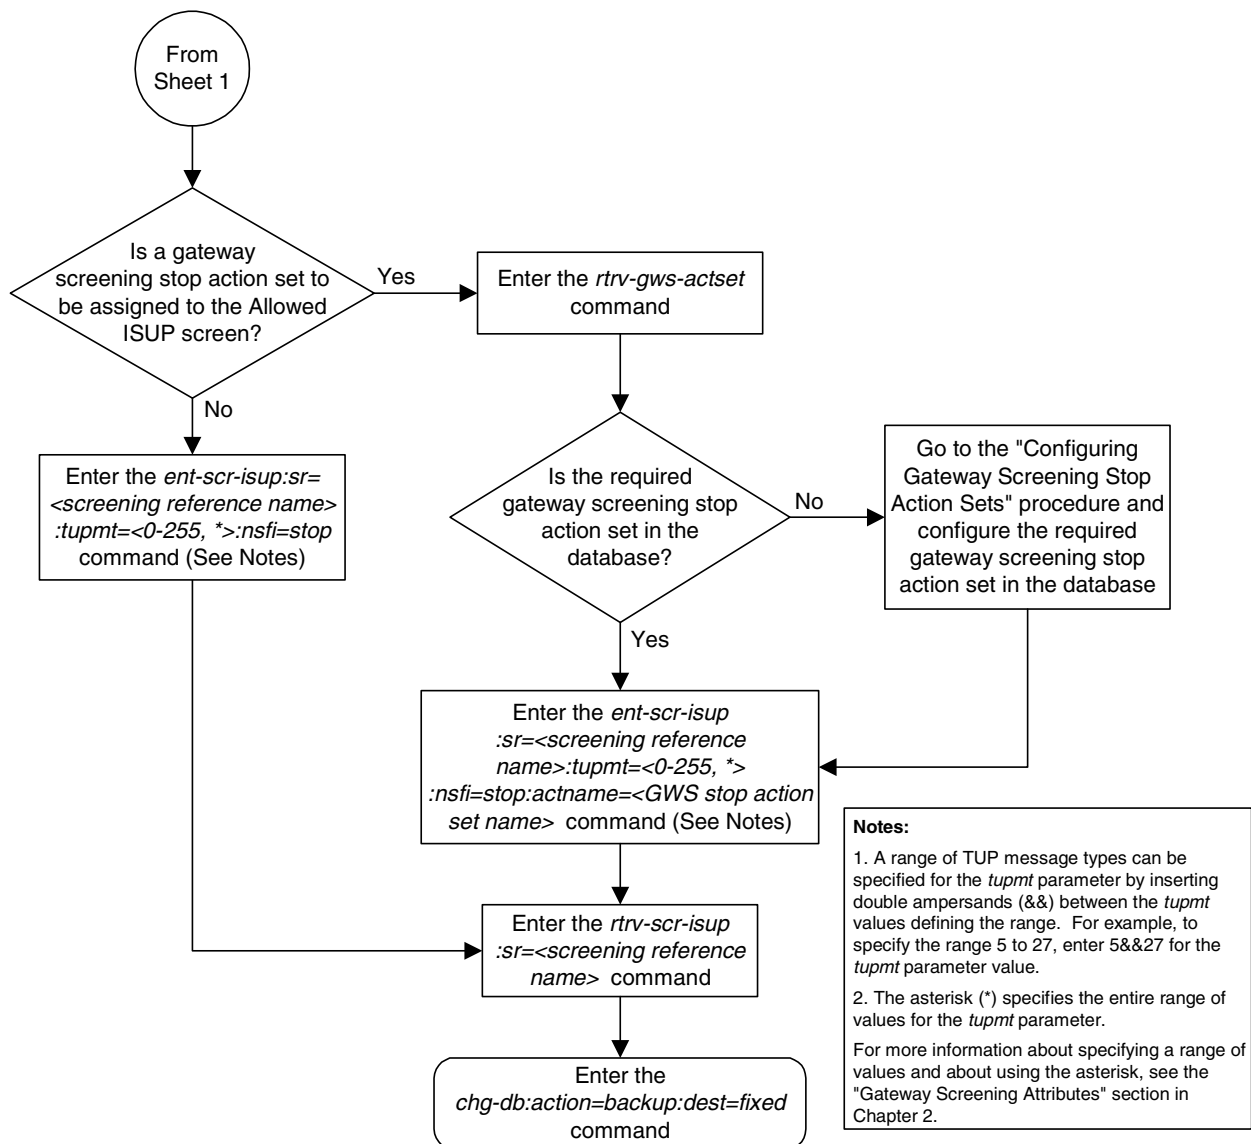 From
Sheet 1
Is a gateway
screening stop action set to
be assigned to the Allowed
ISUP screen?
Yes
No
Enter the rtrv-gws-actset
command
Enter the ent-scr-isup:sr=
<screening reference name>
:tupmt=<0-255, *>:nsfi=stop
command (See Notes)
Is the required
gateway screening stop
action set in the
database?
No
Yes
Go to the "Configuring
Gateway Screening Stop
Action Sets" procedure and
configure the required
gateway screening stop
action set in the database
Enter the ent-scr-isup
:sr=<screening reference
name>:tupmt=<0-255, *>
:nsfi=stop:actname=<GWS stop action
set name> command (See Notes)
Enter the rtrv-scr-isup
:sr=<screening reference
name> command
Enter the
chg-db:action=backup:dest=fixed
command
Notes:
1. A range of TUP message types can be
specified for the tupmt parameter by inserting
double ampersands (&&) between the tupmt
values defining the range. For example, to
specify the range 5 to 27, enter 5&&27 for the
tupmt parameter value.
2. The asterisk (*) specifies the entire range of
values for the tupmt parameter.
For more information about specifying a range of
values and about using the asterisk, see the
"Gateway Screening Attributes" section in
Chapter 2.